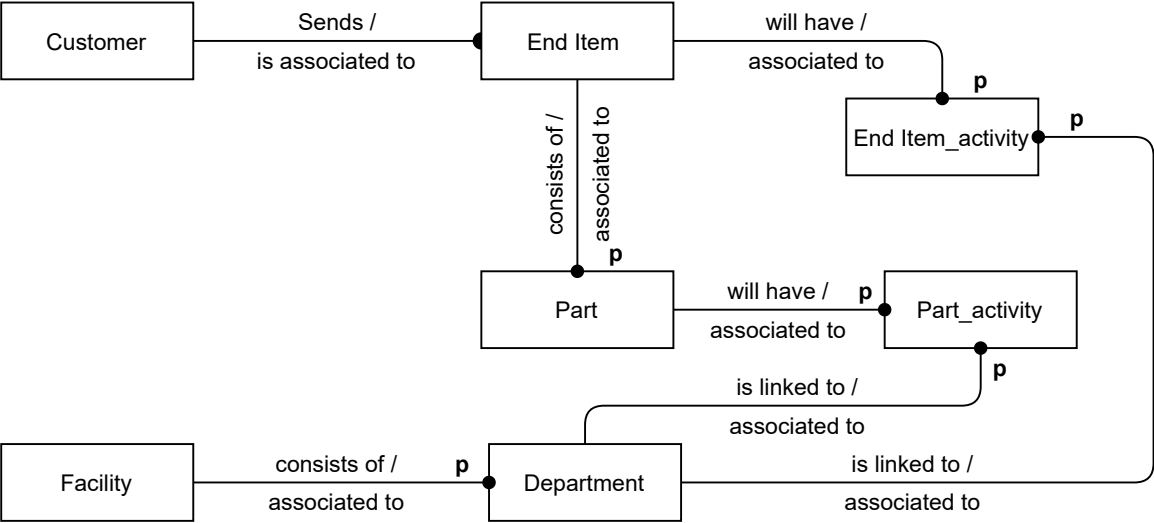 Customer
Sends /
is associated to
End Item
will have /
associated to
p
End Item_activity
p
consists of /
associated to
p
Part
will have /
associated to
p
Part_activity
p
is linked to /
associated to
Facility
consists of /
associated to
p
Department
is linked to /
associated to